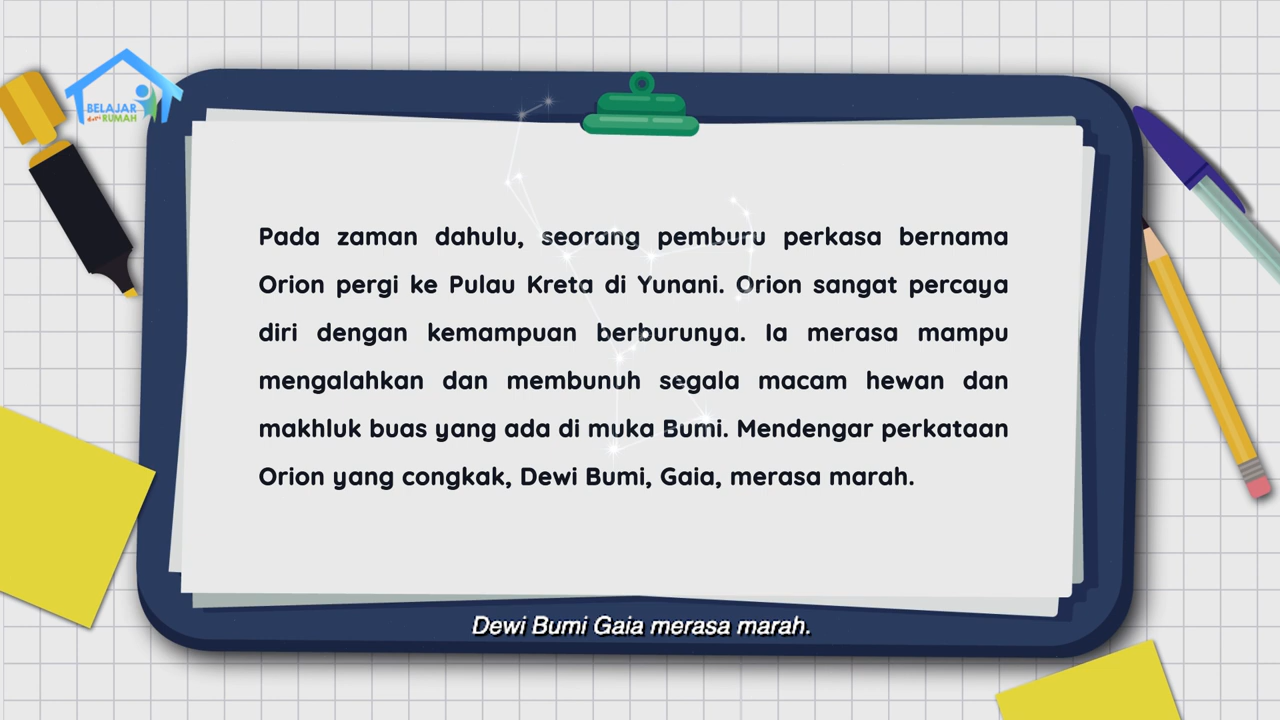 BELAJAR
dari RUMAH
Pada zaman dahulu, seorang pemburu perkasa bernama
Orion pergi ke Pulau Kreta di Yunani. Orion sangat percaya
diri dengan kemampuan berburunya. Ia merasa mampu
mengalahkan dan membunuh segala macam hewan dan
makhluk buas yang ada di muka Bumi. Mendengar perkataan
Orion yang congkak, Dewi Bumi, Gaia, merasa marah.
Dewi Bumi Gaia merasa marah.